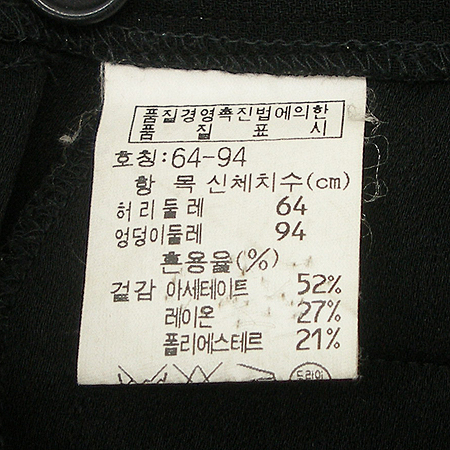 품질경영촉진법에의한
품 질 표 시
호칭:64-94
항 목 신체치수(cm)
허리둘레 64
엉덩이둘레 94
혼용율(%)
겉감 아세테이트 52%
레이온 27%
폴리에스테르 21%
드라이